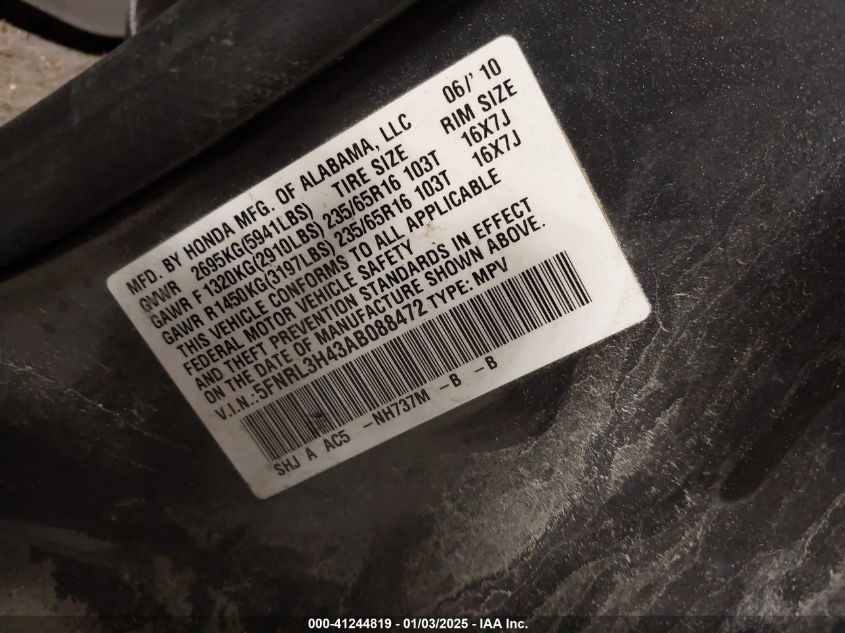 MFD. BY HONDA MFG. OF ALABAMA, LLC 06/' 10
GVWR 2695KG(5941LBS) TIRE SIZE RIM SIZE
GAWR F 1320KG(2910LBS) 235/65R16 103T 16X7J
GAWR R 1450KG(3197LBS) 235/65R16 103T 16X7J
THIS VEHICLE CONFORMS TO ALL APPLICABLE
FEDERAL MOTOR VEHICLE SAFETY
AND THEFT PREVENTION STANDARDS IN EFFECT
ON THE DATE OF MANUFACTURE SHOWN ABOVE.
V.I.N.:5FNRL3H43AB088472 TYPE: MPV
SHJ A AC5 -NH737M -B -B
000-41244819 - 01/03/2025 - IAA Inc.